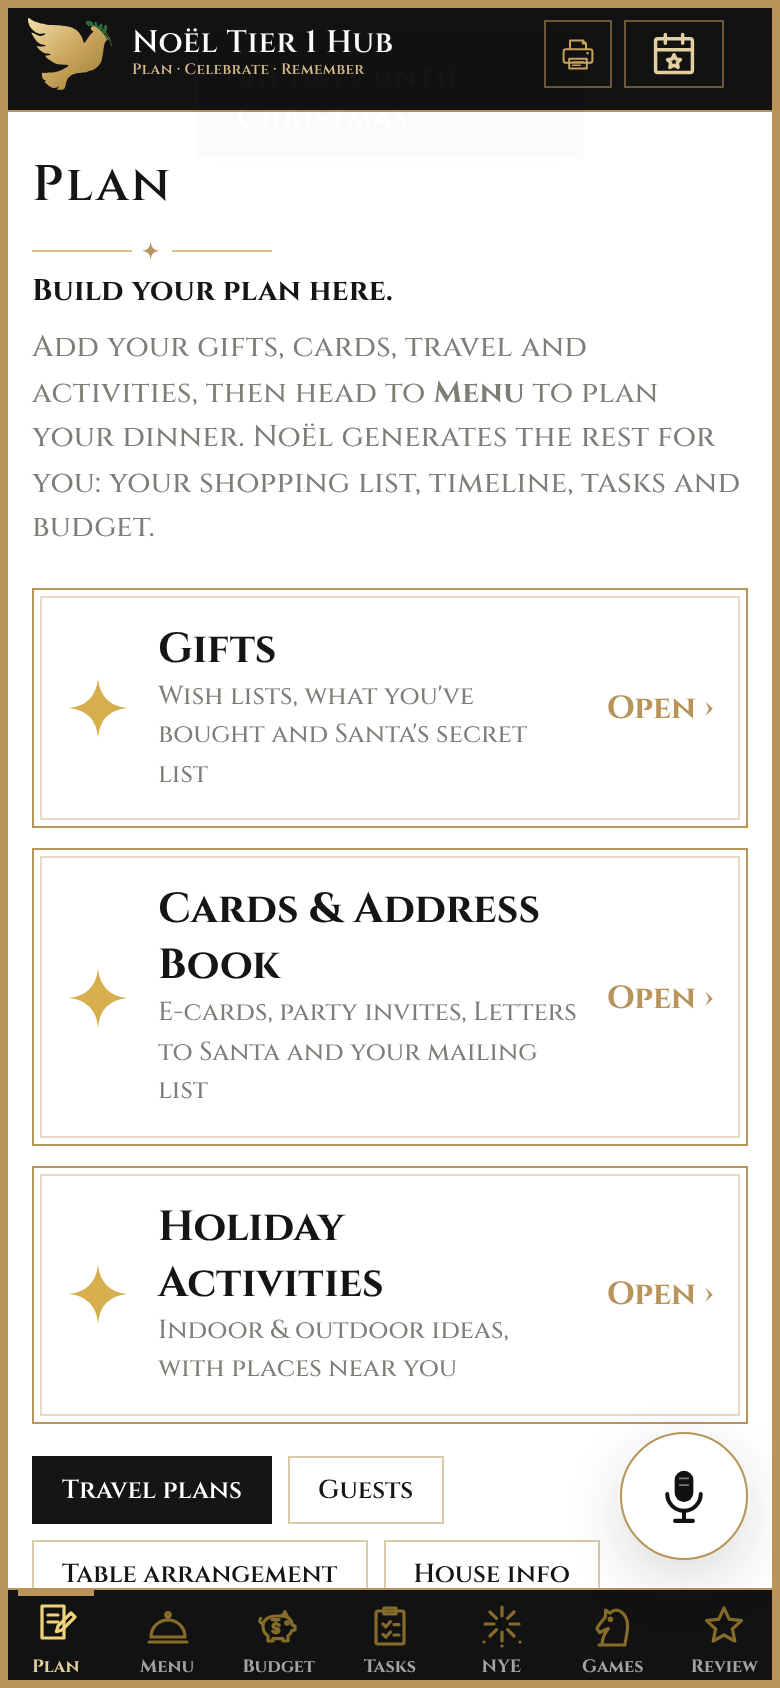 Noël Tier 1 Hub
Plan · Celebrate · Remember
days until
Christmas
Plan
Build your plan here.
Add your gifts, cards, travel and
activities, then head to Menu to plan
your dinner. Noël generates the rest for
you: your shopping list, timeline, tasks and
budget.
Gifts
Wish lists, what you've
bought and Santa's secret
list
Open ›
Cards & Address
Book
E-cards, party invites, Letters
to Santa and your mailing
list
Open ›
Holiday
Activities
Indoor & outdoor ideas,
with places near you
Open ›
Travel plans
Guests
Table arrangement
House info
Plan
Menu
Budget
Tasks
NYE
Games
Review